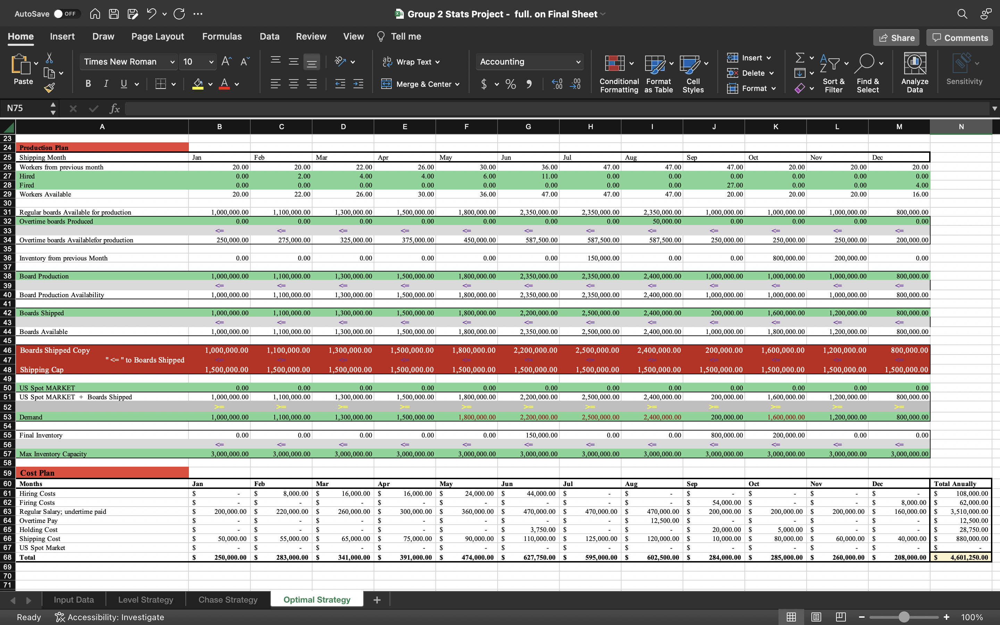 AutoSave OFF Group 2 Stats Project - full. on Final Sheet
Home Insert Draw Page Layout Formulas Data Review View Tell me Share Comments
Paste Times New Roman 10 Wrap Text Accounting Insert
Delete
B I U Merge & Center $ % Conditional Formatting Format as Table Cell Styles Format Sort & Filter Find & Select Analyze Data Sensitivity
N75 fx
A B C D E F G H I J K L M N
23
24 Production Plan
25 Shipping Month Jan Feb Mar Apr May Jun Jul Aug Sep Oct Nov Dec
26 Workers from previous month 20.00 20.00 22.00 26.00 30.00 36.00 47.00 47.00 47.00 20.00 20.00 20.00
27 Hired 0.00 2.00 4.00 4.00 6.00 11.00 0.00 0.00 0.00 0.00 0.00 0.00
28 Fired 0.00 0.00 0.00 0.00 0.00 0.00 0.00 0.00 27.00 0.00 0.00 4.00
29 Workers Available 20.00 22.00 26.00 30.00 36.00 47.00 47.00 47.00 20.00 20.00 20.00 16.00
30
31 Regular boards Available for production 1,000,000.00 1,100,000.00 1,300,000.00 1,500,000.00 1,800,000.00 2,350,000.00 2,350,000.00 2,350,000.00 1,000,000.00 1,000,000.00 1,000,000.00 800,000.00
32 Overtime boards Produced 0.00 0.00 0.00 0.00 0.00 0.00 0.00 50,000.00 0.00 0.00 0.00 0.00
33 <= <= <= <= <= <= <= <= <= <= <= <=
34 Overtime boards Availablefor production 250,000.00 275,000.00 325,000.00 375,000.00 450,000.00 587,500.00 587,500.00 587,500.00 250,000.00 250,000.00 250,000.00 200,000.00
35
36 Inventory from previous Month 0.00 0.00 0.00 0.00 0.00 0.00 150,000.00 0.00 0.00 800,000.00 200,000.00 0.00
37
38 Board Production 1,000,000.00 1,100,000.00 1,300,000.00 1,500,000.00 1,800,000.00 2,350,000.00 2,350,000.00 2,400,000.00 1,000,000.00 1,000,000.00 1,000,000.00 800,000.00
39 <= <= <= <= <= <= <= <= <= <= <= <=
40 Board Production Availability 1,000,000.00 1,100,000.00 1,300,000.00 1,500,000.00 1,800,000.00 2,350,000.00 2,350,000.00 2,400,000.00 1,000,000.00 1,000,000.00 1,000,000.00 800,000.00
41
42 Boards Shipped 1,000,000.00 1,100,000.00 1,300,000.00 1,500,000.00 1,800,000.00 2,200,000.00 2,500,000.00 2,400,000.00 200,000.00 1,600,000.00 1,200,000.00 800,000.00
43 <= <= <= <= <= <= <= <= <= <= <= <=
44 Boards Available 1,000,000.00 1,100,000.00 1,300,000.00 1,500,000.00 1,800,000.00 2,350,000.00 2,500,000.00 2,400,000.00 1,000,000.00 1,800,000.00 1,200,000.00 800,000.00
45
46 Boards Shipped Copy 1,000,000.00 1,100,000.00 1,300,000.00 1,500,000.00 1,800,000.00 2,200,000.00 2,500,000.00 2,400,000.00 200,000.00 1,600,000.00 1,200,000.00 800,000.00
47 " <= " to Boards Shipped <= <= <= <= <= <= <= <= <= <= <= <=
48 Shipping Cap 1,500,000.00 1,500,000.00 1,500,000.00 1,500,000.00 1,500,000.00 1,500,000.00 1,500,000.00 1,500,000.00 1,500,000.00 1,500,000.00 1,500,000.00 1,500,000.00
49
50 US Spot MARKET 0.00 0.00 0.00 0.00 0.00 0.00 0.00 0.00 0.00 0.00 0.00 0.00
51 US Spot MARKET + Boards Shipped 1,000,000.00 1,100,000.00 1,300,000.00 1,500,000.00 1,800,000.00 2,200,000.00 2,500,000.00 2,400,000.00 200,000.00 1,600,000.00 1,200,000.00 800,000.00
52 >= >= >= >= >= >= >= >= >= >= >= >=
53 Demand 1,000,000.00 1,100,000.00 1,300,000.00 1,500,000.00 1,800,000.00 2,200,000.00 2,500,000.00 2,400,000.00 200,000.00 1,600,000.00 1,200,000.00 800,000.00
54
55 Final Inventory 0.00 0.00 0.00 0.00 0.00 150,000.00 0.00 0.00 800,000.00 200,000.00 0.00 0.00
56 <= <= <= <= <= <= <= <= <= <= <= <=
57 Max Inventory Capacity 3,000,000.00 3,000,000.00 3,000,000.00 3,000,000.00 3,000,000.00 3,000,000.00 3,000,000.00 3,000,000.00 3,000,000.00 3,000,000.00 3,000,000.00 3,000,000.00
58
59 Cost Plan
60 Months Jan Feb Mar Apr May Jun Jul Aug Sep Oct Nov Dec Total Anually
61 Hiring Costs $ - $ 8,000.00 $ 16,000.00 $ 16,000.00 $ 24,000.00 $ 44,000.00 $ - $ - $ - $ - $ - $ - $ 108,000.00
62 Firing Costs $ - $ - $ - $ - $ - $ - $ - $ - $ 54,000.00 $ - $ - $ 8,000.00 $ 62,000.00
63 Regular Salary; undertime paid $ 200,000.00 $ 220,000.00 $ 260,000.00 $ 300,000.00 $ 360,000.00 $ 470,000.00 $ 470,000.00 $ 470,000.00 $ 200,000.00 $ 200,000.00 $ 200,000.00 $ 160,000.00 $ 3,510,000.00
64 Overtime Pay $ - $ - $ - $ - $ - $ - $ - $ 12,500.00 $ - $ - $ - $ - $ 12,500.00
65 Holding Cost $ - $ - $ - $ - $ - $ 3,750.00 $ - $ - $ 20,000.00 $ 5,000.00 $ - $ - $ 28,750.00
66 Shipping Cost $ 50,000.00 $ 55,000.00 $ 65,000.00 $ 75,000.00 $ 90,000.00 $ 110,000.00 $ 125,000.00 $ 120,000.00 $ 10,000.00 $ 80,000.00 $ 60,000.00 $ 40,000.00 $ 880,000.00
67 US Spot Market $ - $ - $ - $ - $ - $ - $ - $ - $ - $ - $ - $ - $ -
68 Total $ 250,000.00 $ 283,000.00 $ 341,000.00 $ 391,000.00 $ 474,000.00 $ 627,750.00 $ 595,000.00 $ 602,500.00 $ 284,000.00 $ 285,000.00 $ 260,000.00 $ 208,000.00 $ 4,601,250.00
69
70
71
Input Data Level Strategy Chase Strategy Optimal Strategy +
Ready Accessibility: Investigate 100%